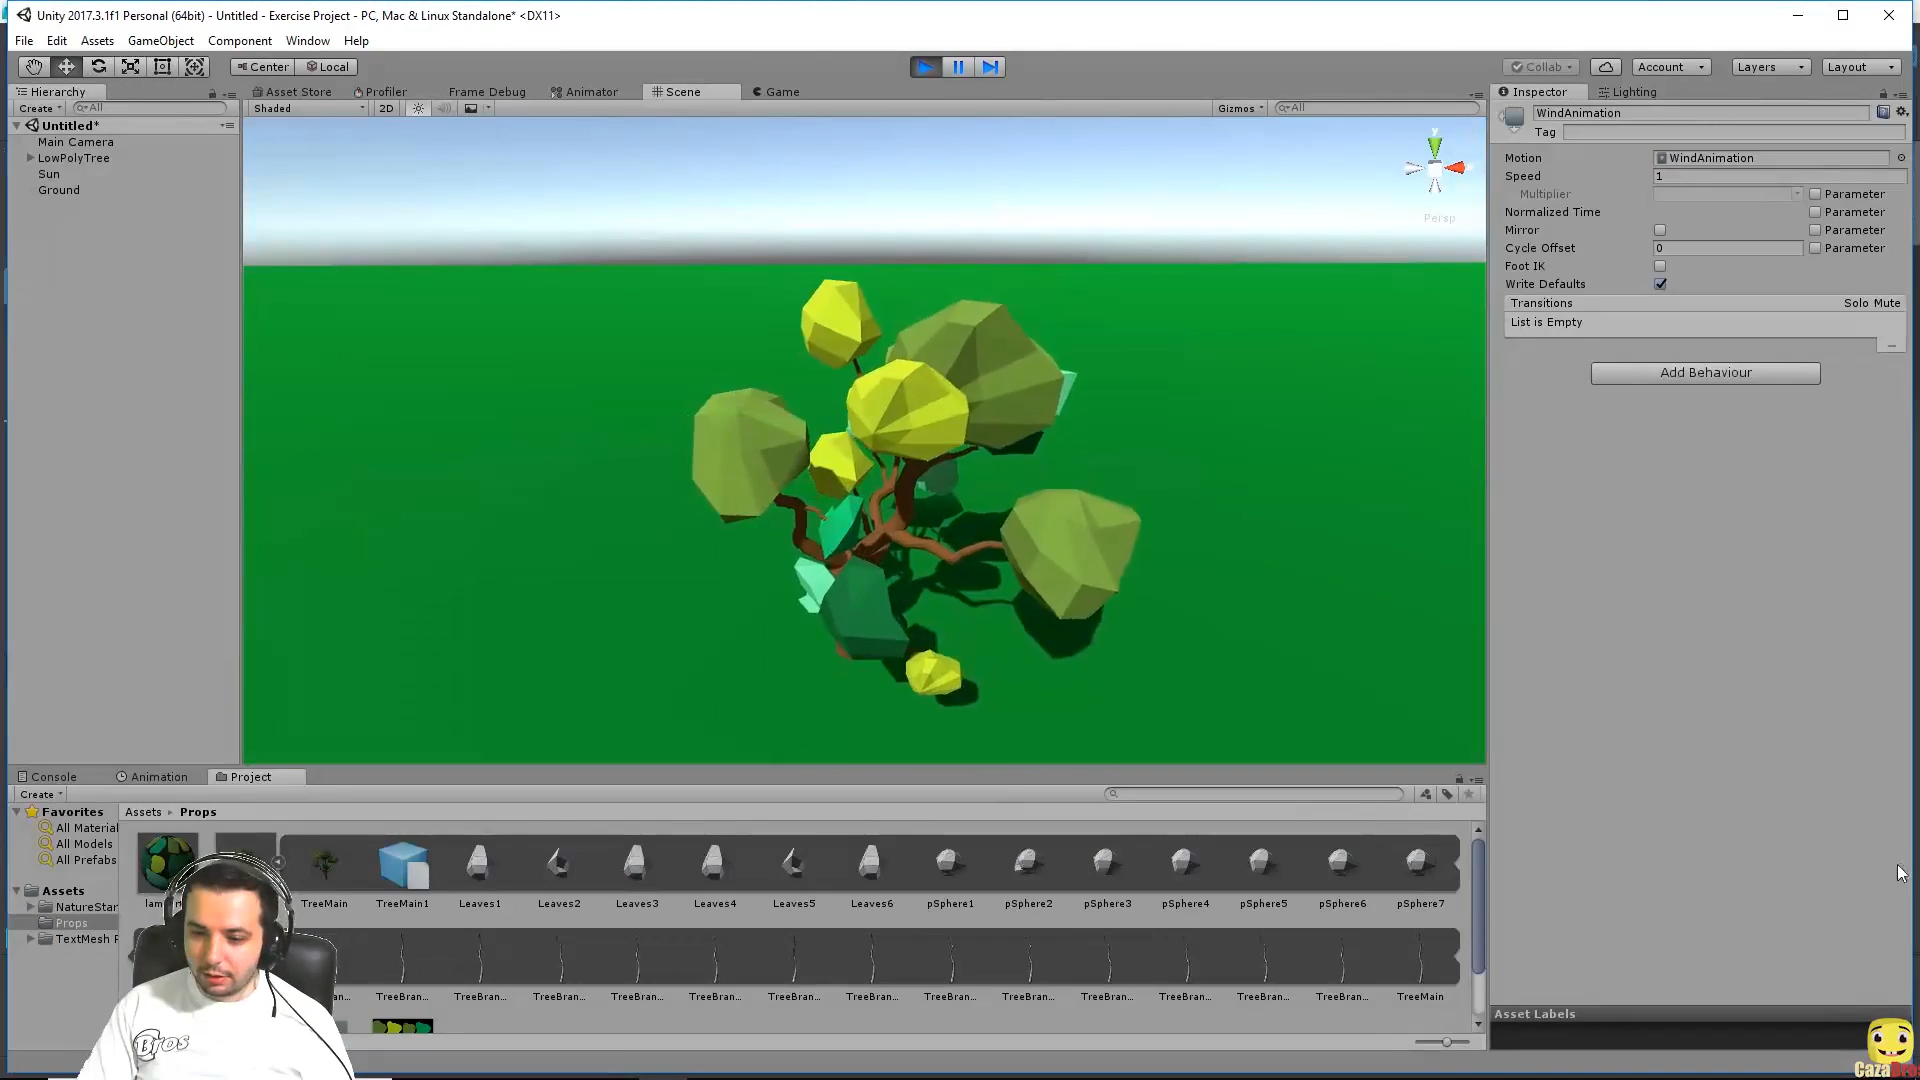 Unity 2017.3.1f1 Personal (64bit) - Untitled - Exercise Project - PC, Mac & Linux Standalone* <DX11>
File Edit Assets GameObject Component Window Help
Center Local
Collab Account Layers Layout
Hierarchy
Create All
Untitled*
Main Camera
LowPolyTree
Sun
Ground
Asset Store Profiler Frame Debug Animator Scene Game
Shaded 2D Gizmos All
y
Persp
Inspector Lighting
WindAnimation
Tag
Motion WindAnimation
Speed 1
Multiplier Parameter
Normalized Time Parameter
Mirror Parameter
Cycle Offset 0 Parameter
Foot IK
Write Defaults
Transitions Solo Mute
List is Empty
Add Behaviour
Console Animation Project
Create
Favorites
All Material
All Models
All Prefabs
Assets
NatureStar
Props
TextMesh P
Assets Props
lam
TreeMain TreeMain1 Leaves1 Leaves2 Leaves3 Leaves4 Leaves5 Leaves6 pSphere1 pSphere2 pSphere3 pSphere4 pSphere5 pSphere6 pSphere7
TreeBran... TreeBran... TreeBran... TreeBran... TreeBran... TreeBran... TreeBran... TreeBran... TreeBran... TreeBran... TreeBran... TreeBran... TreeBran... TreeMain
Asset Labels
Bros
CazaBro